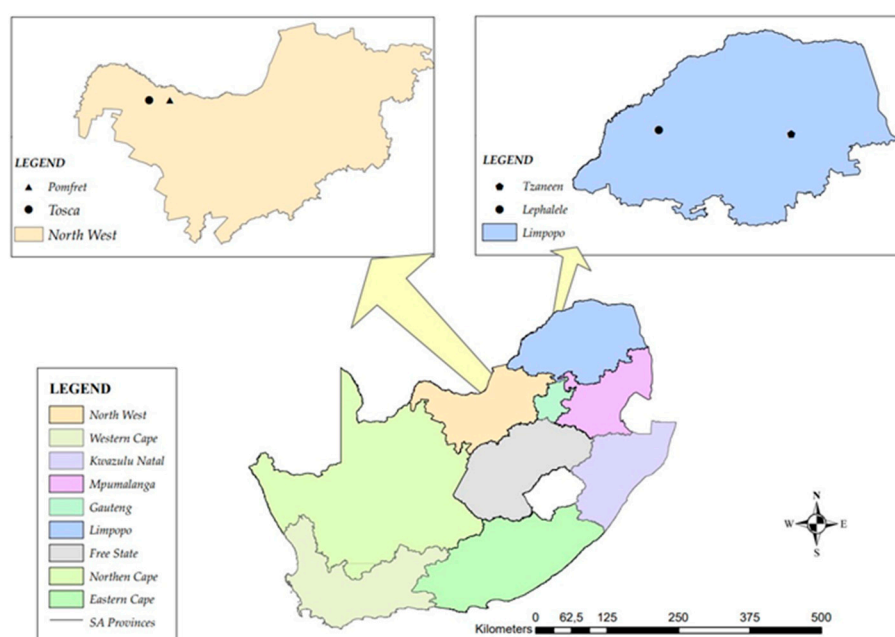 LEGEND
Pomfret
Tosca
North West
LEGEND
Tzaneen
Lephalele
Limpopo
LEGEND
North West
Western Cape
Kwazulu Natal
Mpumalanga
Gauteng
Limpopo
Free State
Northen Cape
Eastern Cape
SA Provinces
N
W E
S
Kilometers
0 62,5 125 250 375 500